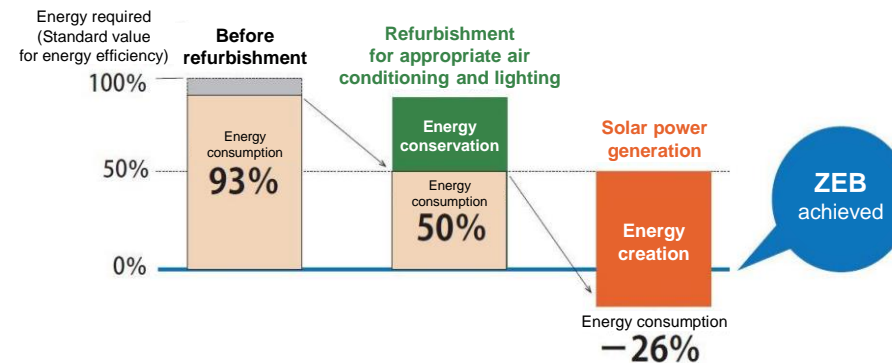 Energy required
(Standard value
for energy efficiency)
Before
refurbishment
Refurbishment
for appropriate air
conditioning and lighting
100%
Energy
consumption
93%
Energy
conservation
Solar power
generation
50%
Energy
consumption
50%
Energy
creation
ZEB
achieved
0%
Energy consumption
−26%